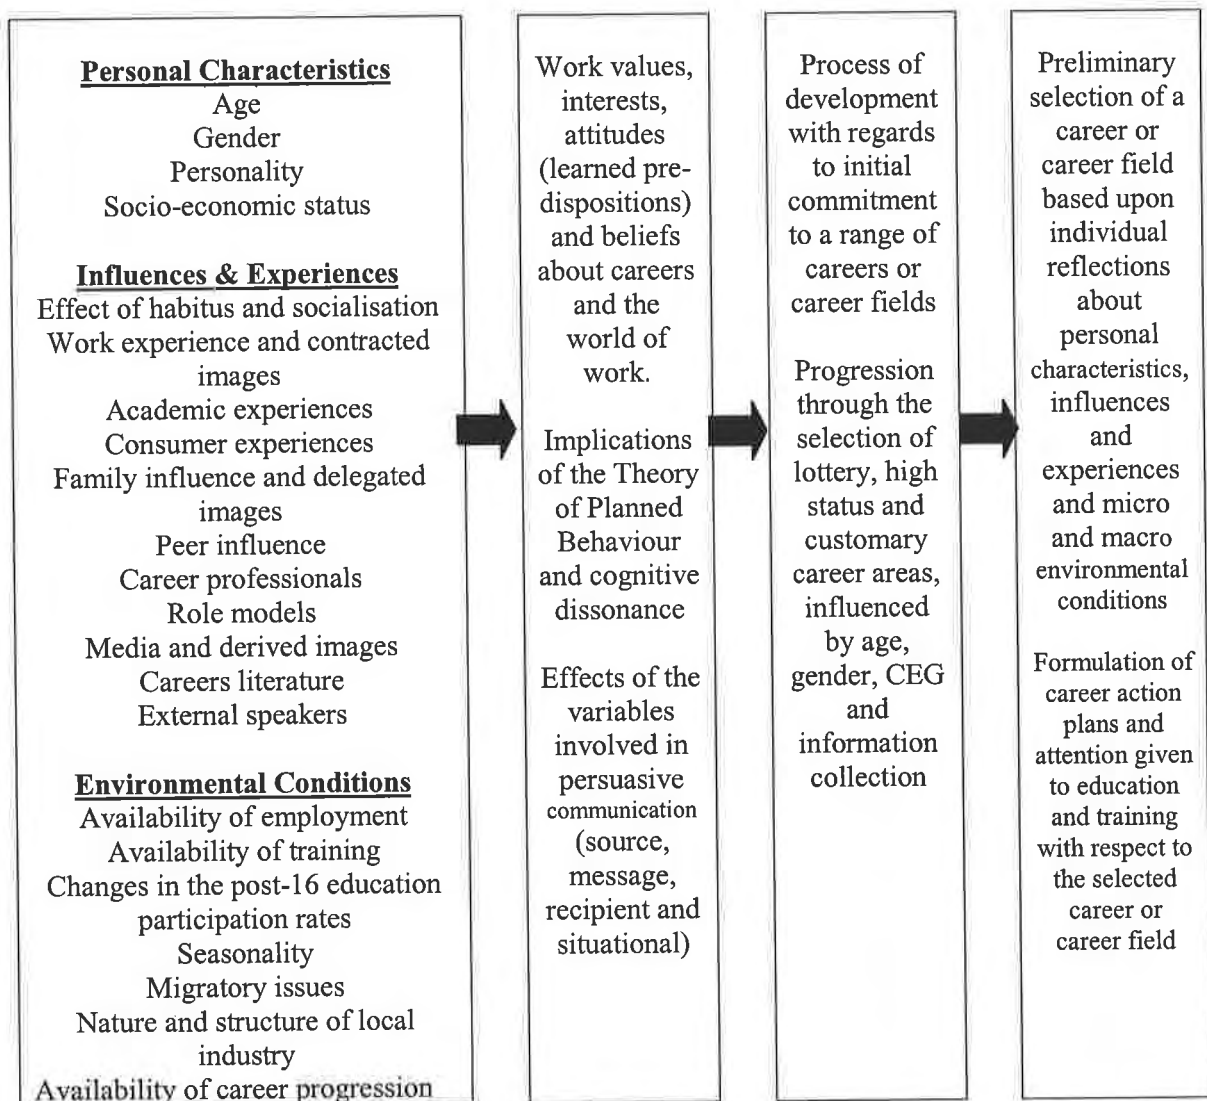 Personal Characteristics
Age
Gender
Personality
Socio-economic status
Influences & Experiences
Effect of habitus and socialisation
Work experience and contracted
images
Academic experiences
Consumer experiences
Family influence and delegated
images
Peer influence
Career professionals
Role models
Media and derived images
Careers literature
External speakers
Environmental Conditions
Availability of employment
Availability of training
Changes in the post-16 education
participation rates
Seasonality
Migratory issues
Nature and structure of local
industry
Availability of career progression
Work values,
interests,
attitudes
(learned pre-
dispositions)
and beliefs
about careers
and the
world of
work.
Implications
of the Theory
of Planned
Behaviour
and cognitive
dissonance
Effects of the
variables
involved in
persuasive
communication
(source,
message,
recipient and
situational)
Process of
development
with regards
to initial
commitment
to a range of
careers or
career fields
Progression
through the
selection of
lottery, high
status and
customary
career areas,
influenced
by age,
gender, CEG
and
information
collection
Preliminary
selection of a
career or
career field
based upon
individual
reflections
about
personal
characteristics,
influences
and
experiences
and micro
and macro
environmental
conditions
Formulation of
career action
plans and
attention given
to education
and training
with respect to
the selected
career or
career field